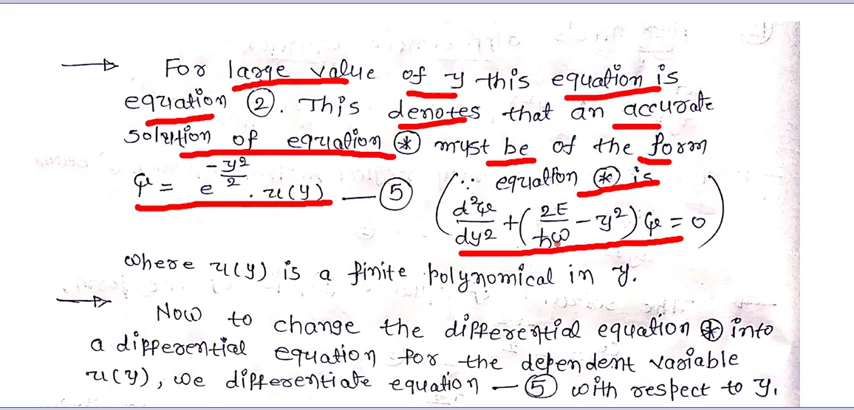 → For large value of y this equation is
equation ②. This denotes that an accurate
solution of equation ⊛ must be of the form
ψ = e^(-y²/2) . u(y) — ⑤ (∵ equation ⊛ is
d²ψ/dy² + (2E/ħω - y²) ψ = 0)
where u(y) is a finite polynomical in y.
→ Now to change the differential equation ⊛ into
a differential equation for the dependent variable
u(y), we differentiate equation — ⑤ with respect to y.